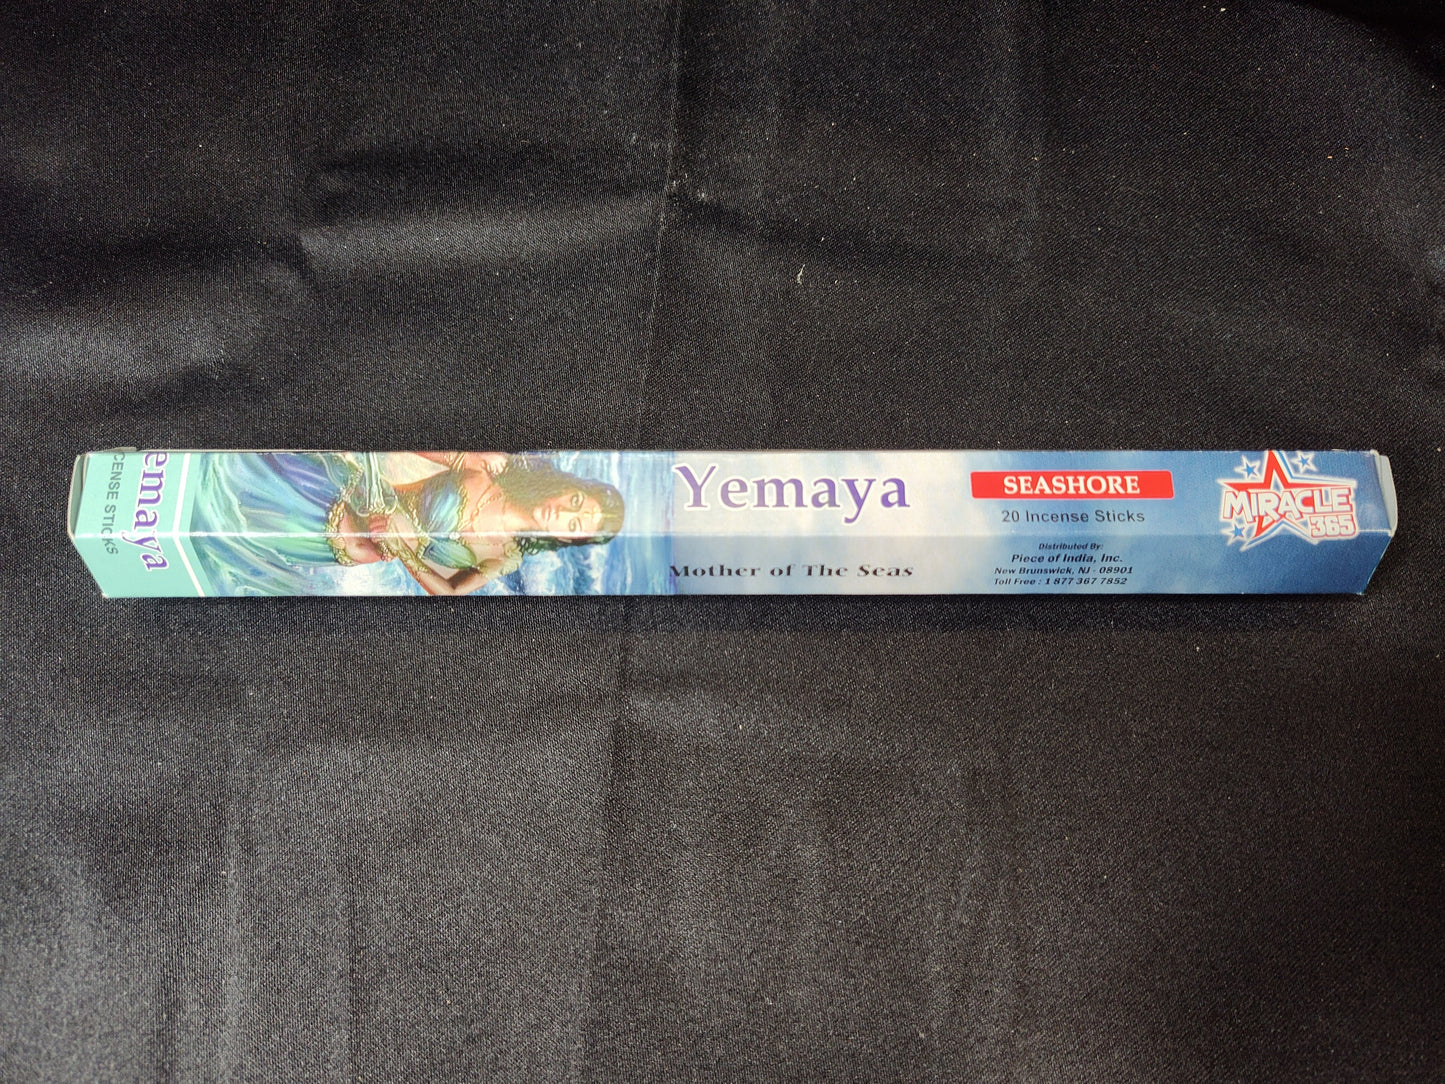 emaya
CENSE STICKS
Yemaya
Mother of The Seas
SEASHORE
20 Incense Sticks
Distributed By:
Piece of India, Inc.
New Brunswick, NJ - 08901
Toll Free : 1 877 367 7852
MIRACLE
365